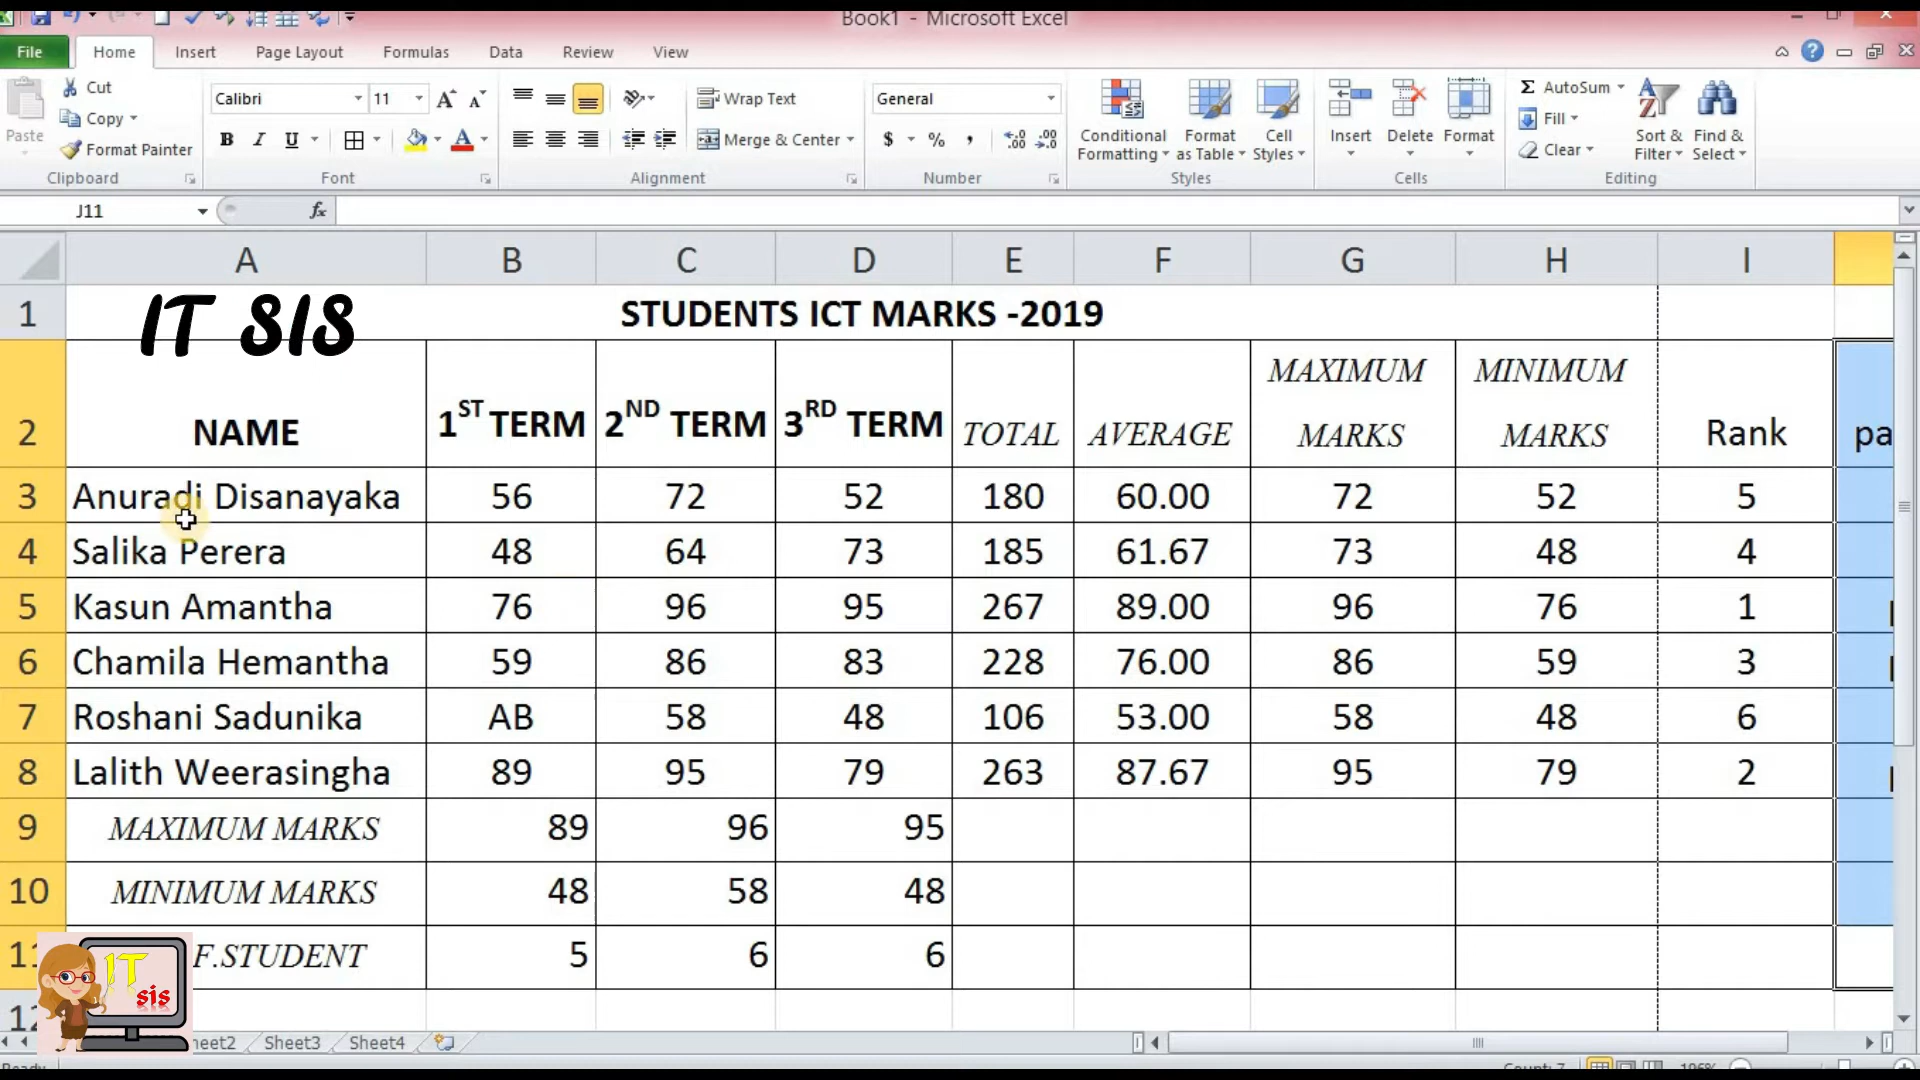 Book1 - Microsoft Excel
File Home Insert Page Layout Formulas Data Review View
Cut
Copy
Format Painter
Paste
Calibri 11
B I U
Wrap Text
Merge & Center
General
$ % ,
Conditional Formatting
Format as Table
Cell Styles
Insert Delete Format
Σ AutoSum
Fill
Clear
Sort & Filter
Find & Select
Clipboard Font Alignment Number Styles Cells Editing
J11 fx
A B C D E F G H I
1 IT SIS STUDENTS ICT MARKS -2019
2 NAME 1ST TERM 2ND TERM 3RD TERM TOTAL AVERAGE MAXIMUM MARKS MINIMUM MARKS Rank pa
3 Anuradi Disanayaka 56 72 52 180 60.00 72 52 5
4 Salika Perera 48 64 73 185 61.67 73 48 4
5 Kasun Amantha 76 96 95 267 89.00 96 76 1
6 Chamila Hemantha 59 86 83 228 76.00 86 59 3
7 Roshani Sadunika AB 58 48 106 53.00 58 48 6
8 Lalith Weerasingha 89 95 79 263 87.67 95 79 2
9 MAXIMUM MARKS 89 96 95
10 MINIMUM MARKS 48 58 48
11 F.STUDENT 5 6 6
12
IT
sis
heet2 Sheet3 Sheet4